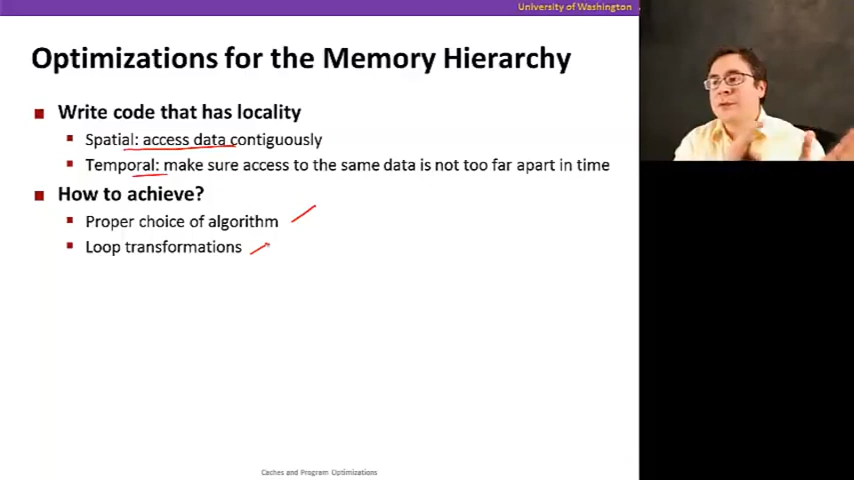 University of Washington
Optimizations for the Memory Hierarchy
Write code that has locality
Spatial: access data contiguously
Temporal: make sure access to the same data is not too far apart in time
How to achieve?
Proper choice of algorithm
Loop transformations
Caches and Program Optimizations